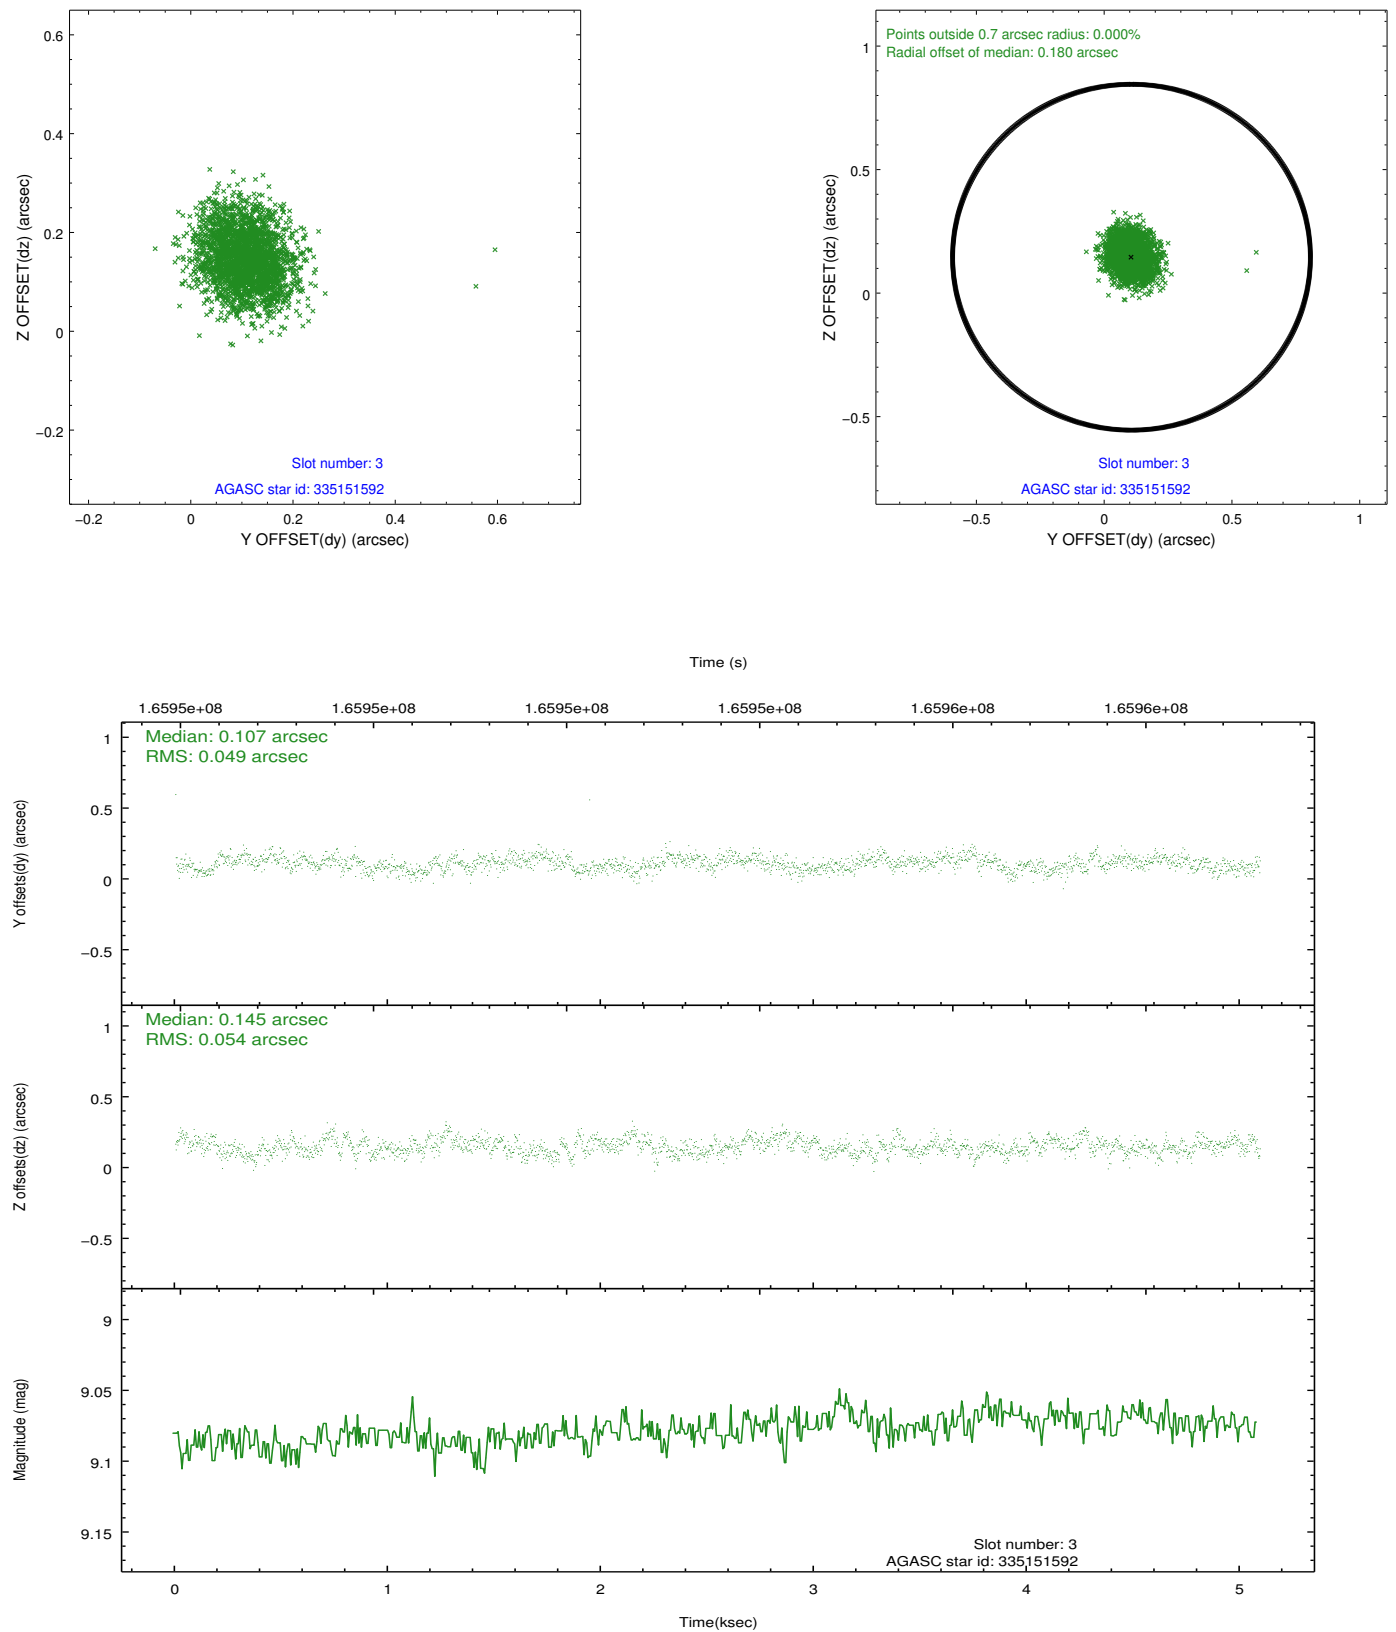 0.6
0.4
0.2
0
−0.2
Z OFFSET(dz) (arcsec)
Slot number: 3
AGASC star id: 335151592
−0.2 0 0.2 0.4 0.6
Y OFFSET(dy) (arcsec)
Points outside 0.7 arcsec radius: 0.000%
Radial offset of median: 0.180 arcsec
1
0.5
0
−0.5
Z OFFSET(dz) (arcsec)
Slot number: 3
AGASC star id: 335151592
−0.5 0 0.5 1
Y OFFSET(dy) (arcsec)
Time (s)
1.6595e+08 1.6595e+08 1.6595e+08 1.6595e+08 1.6596e+08 1.6596e+08
Median: 0.107 arcsec
RMS: 0.049 arcsec
1
0.5
0
−0.5
Y offsets(dy) (arcsec)
Median: 0.145 arcsec
RMS: 0.054 arcsec
1
0.5
0
−0.5
Z offsets(dz) (arcsec)
9
9.05
9.1
9.15
Magnitude (mag)
Slot number: 3
AGASC star id: 335151592
0 1 2 3 4 5
Time(ksec)